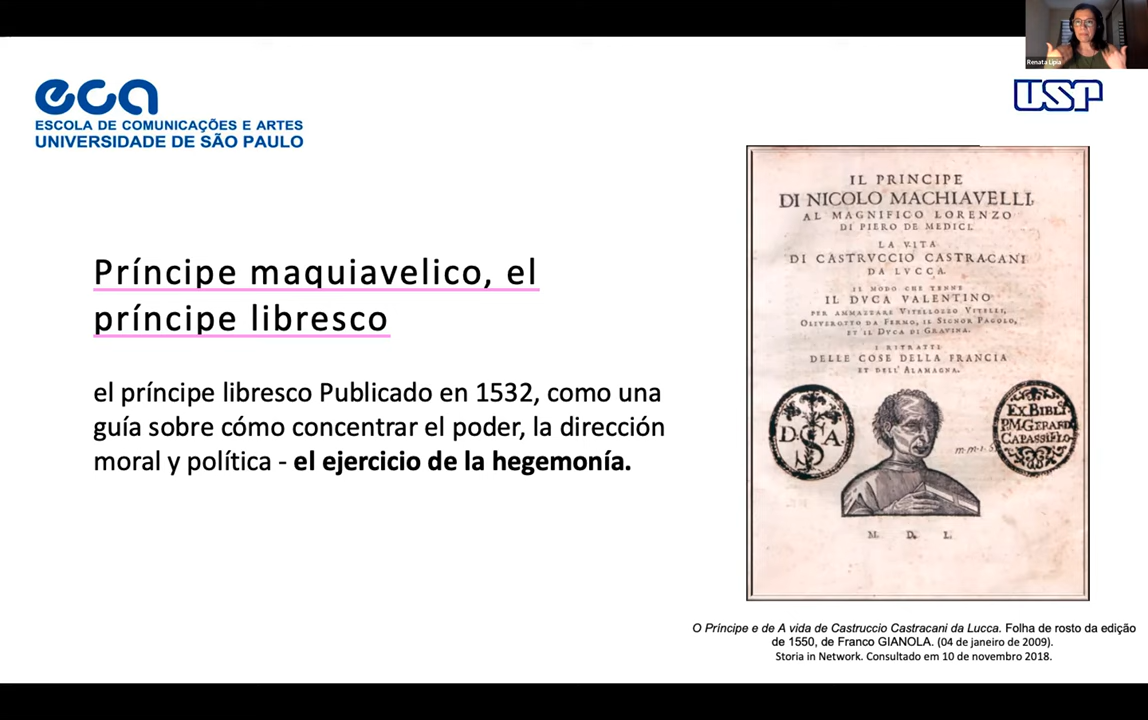 Renata Lipia
eca
ESCOLA DE COMUNICAÇÕES E ARTES
UNIVERSIDADE DE SÃO PAULO
USP
Príncipe maquiavelico, el
príncipe libresco
el príncipe libresco Publicado en 1532, como una
guía sobre cómo concentrar el poder, la dirección
moral y política - el ejercicio de la hegemonía.
IL PRINCIPE
DI NICOLO MACHIAVELLI,
AL MAGNIFICO LORENZO
DI PIERO DE MEDICI.
LA VITA
DI CASTRVCCIO CASTRACANI
DA LVCCA.
IL MODO CHE TENNE
IL DVCA VALENTINO
PER AMMAZZARE VITELLOZZO VITELLI,
OLIVEROTTO DA FERMO, IL SIGNOR PAGOLO,
ET IL DVCA DI GRAVINA.
I RITRATTI
DELLE COSE DELLA FRANCIA
ET DELL' ALAMAGNA.
EX BIBL.
P.M. GERARD
M. D. L.
O Príncipe e de A vida de Castruccio Castracani da Lucca. Folha de rosto da edição
de 1550, de Franco GIANOLA. (04 de janeiro de 2009).
Storia in Network. Consultado em 10 de novembro 2018.